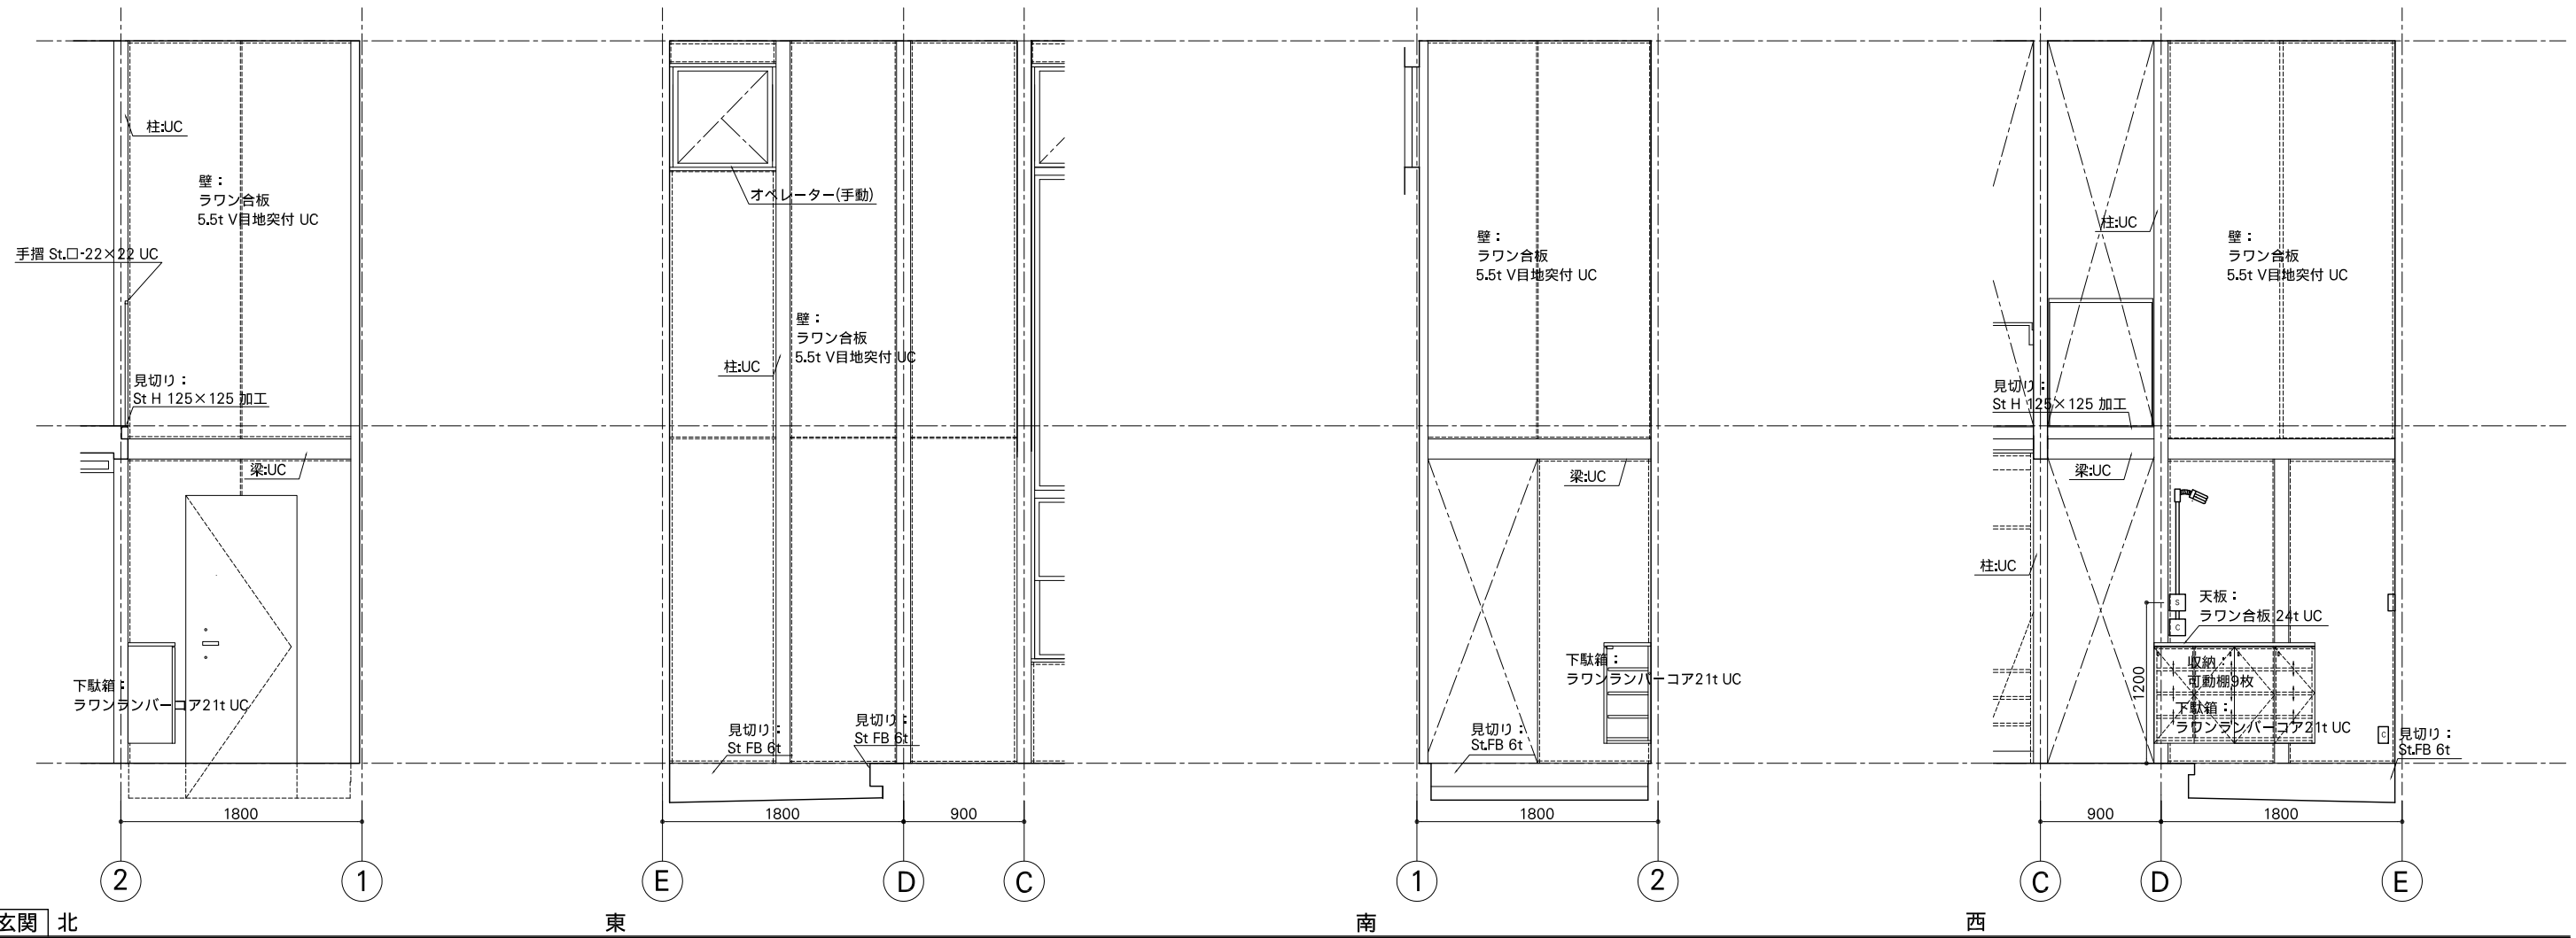 柱:UC
壁：
ラワン合板
5.5t V目地突付 UC
手摺 St.□-22×22 UC
見切り：
St H 125×125 加工
梁:UC
下駄箱：
ラワンランバーコア21t UC
1800
2
1
オペレーター(手動)
壁：
ラワン合板
5.5t V目地突付 UC
柱:UC
見切り：
St FB 6t
見切り：
St FB 6t
1800
900
E
D
C
壁：
ラワン合板
5.5t V目地突付 UC
梁:UC
下駄箱：
ラワンランバーコア21t UC
見切り：
St.FB 6t
1800
1
2
柱:UC
壁：
ラワン合板
5.5t V目地突付 UC
見切り：
St H 125×125 加工
梁:UC
柱:UC
S
C
天板：
ラワン合板 24t UC
1200
収納：
可動棚9枚
下駄箱：
ラワンランバーコア21t UC
C
見切り：
St.FB 6t
900
1800
C
D
E
玄関 北
東
南
西